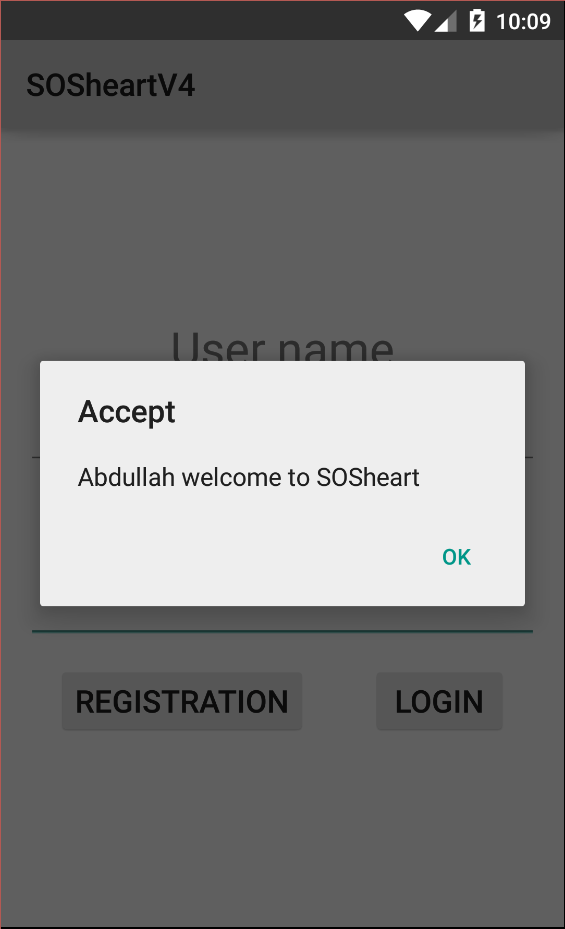 10:09
SOSheartV4
User name
Accept
Abdullah welcome to SOSheart
OK
REGISTRATION LOGIN